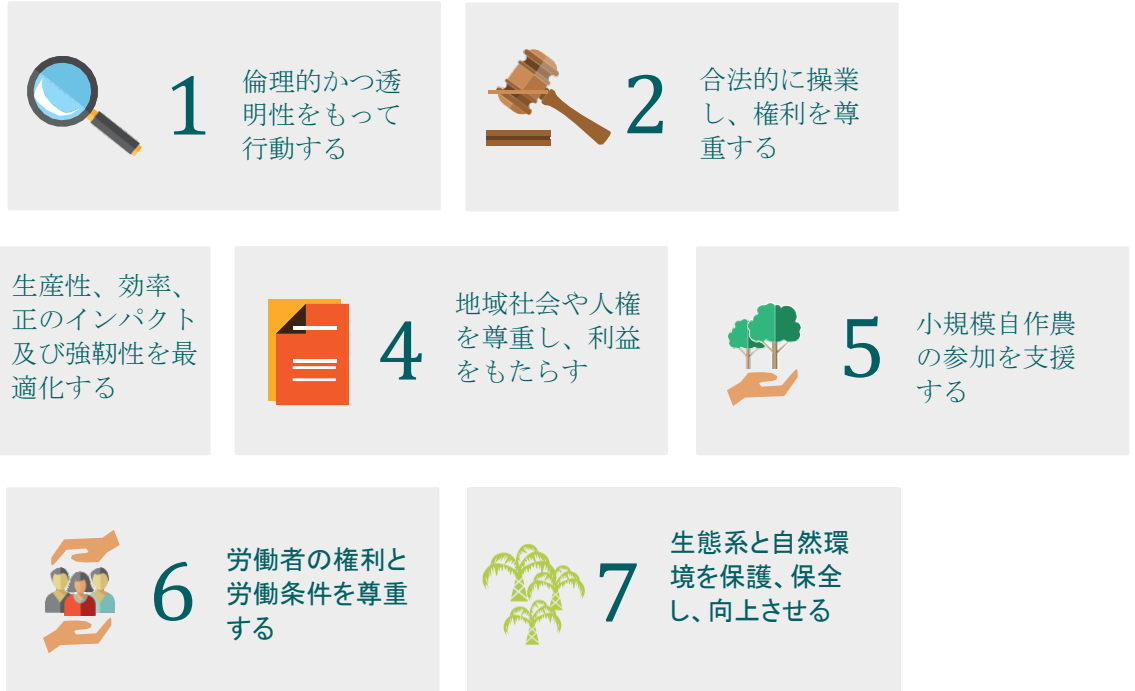 1
倫理的かつ透
明性をもって
行動する
2
合法的に操業
し、権利を尊
重する
生産性、効率、
正のインパクト
及び強靭性を最
適化する
4
地域社会や人権
を尊重し、利益
をもたらす
5
小規模自作農
の参加を支援
する
6
労働者の権利と
労働条件を尊重
する
7
生態系と自然環
境を保護、保全
し、向上させる